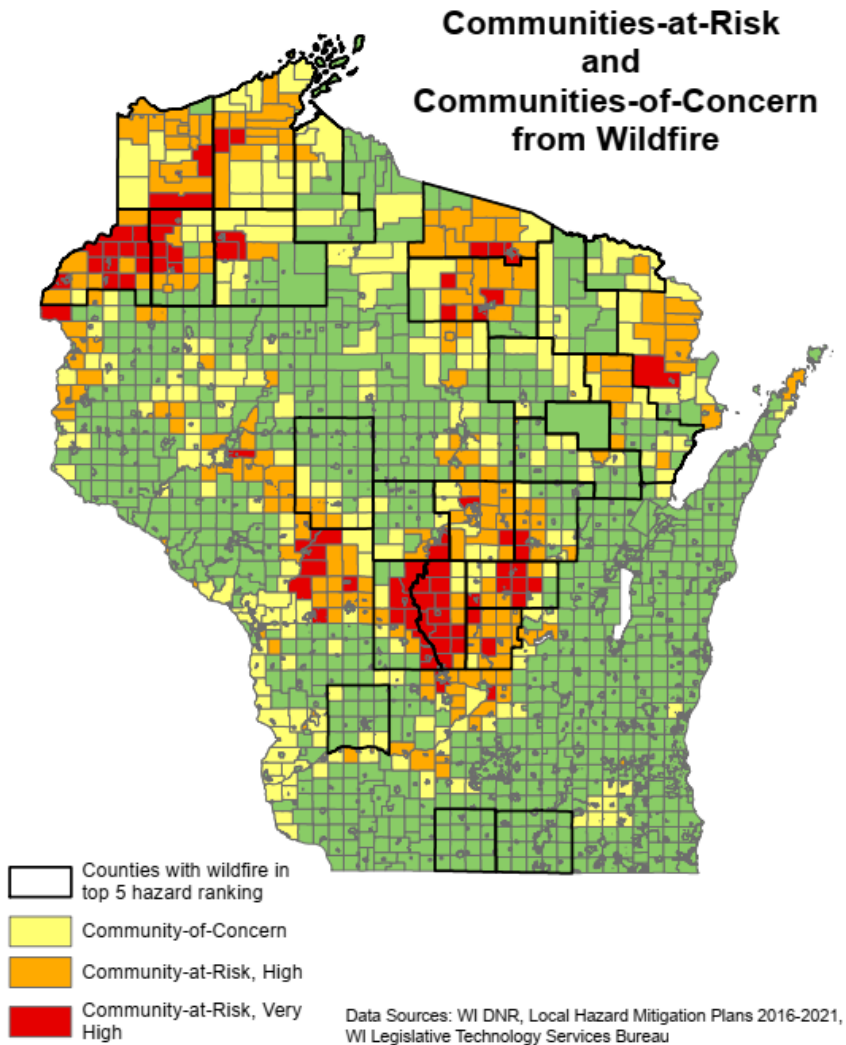 Communities-at-Risk
and
Communities-of-Concern
from Wildfire
Counties with wildfire in
top 5 hazard ranking
Community-of-Concern
Community-at-Risk, High
Community-at-Risk, Very
High
Data Sources: WI DNR, Local Hazard Mitigation Plans 2016-2021,
WI Legislative Technology Services Bureau